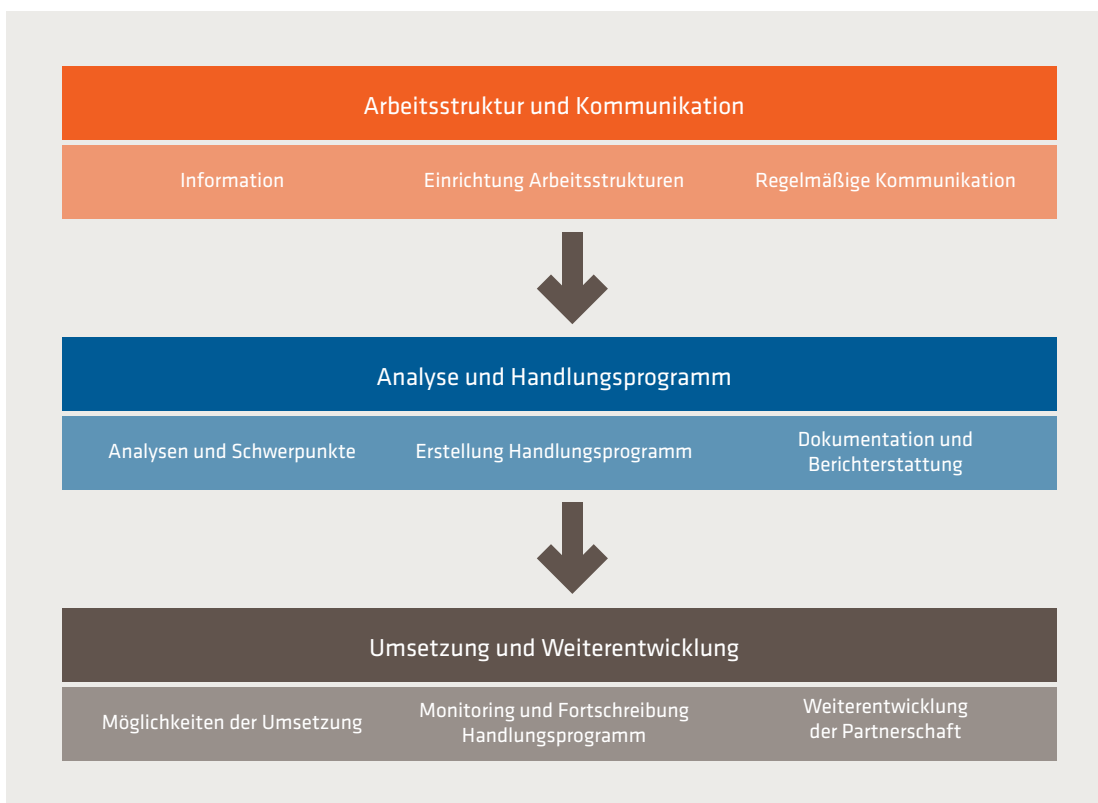 Arbeitsstruktur und Kommunikation
Information
Einrichtung Arbeitsstrukturen
Regelmäßige Kommunikation
Analyse und Handlungsprogramm
Analysen und Schwerpunkte
Erstellung Handlungsprogramm
Dokumentation und
Berichterstattung
Umsetzung und Weiterentwicklung
Möglichkeiten der Umsetzung
Monitoring und Fortschreibung
Handlungsprogramm
Weiterentwicklung
der Partnerschaft